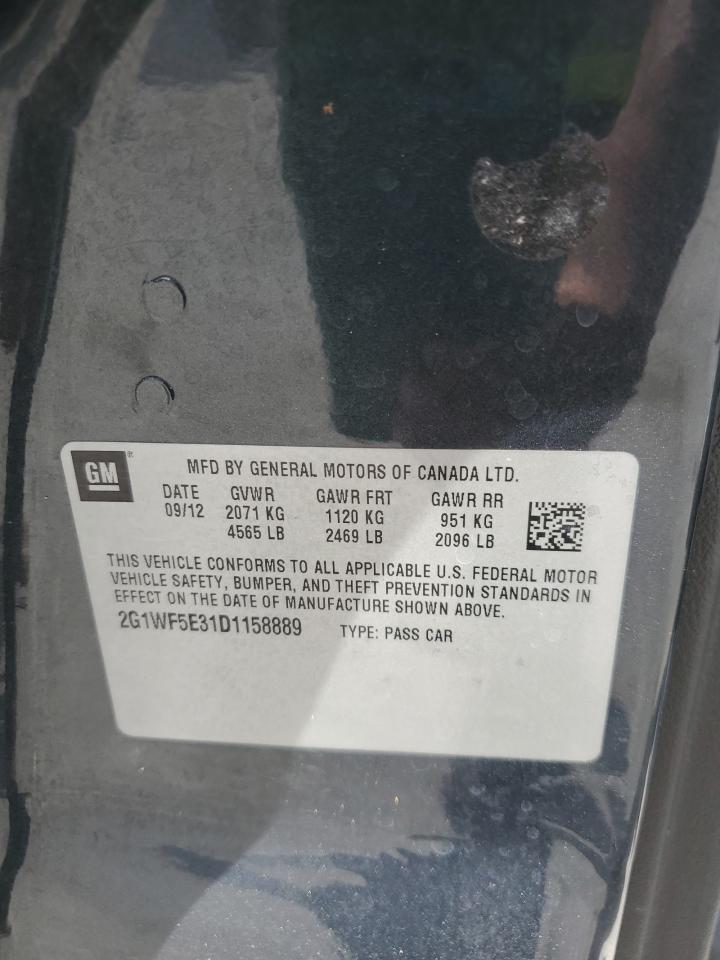 GM®
MFD BY GENERAL MOTORS OF CANADA LTD.
DATE GVWR GAWR FRT GAWR RR
09/12 2071 KG 1120 KG 951 KG
4565 LB 2469 LB 2096 LB
THIS VEHICLE CONFORMS TO ALL APPLICABLE U.S. FEDERAL MOTOR
VEHICLE SAFETY, BUMPER, AND THEFT PREVENTION STANDARDS IN
EFFECT ON THE DATE OF MANUFACTURE SHOWN ABOVE.
2G1WF5E31D1158889 TYPE: PASS CAR